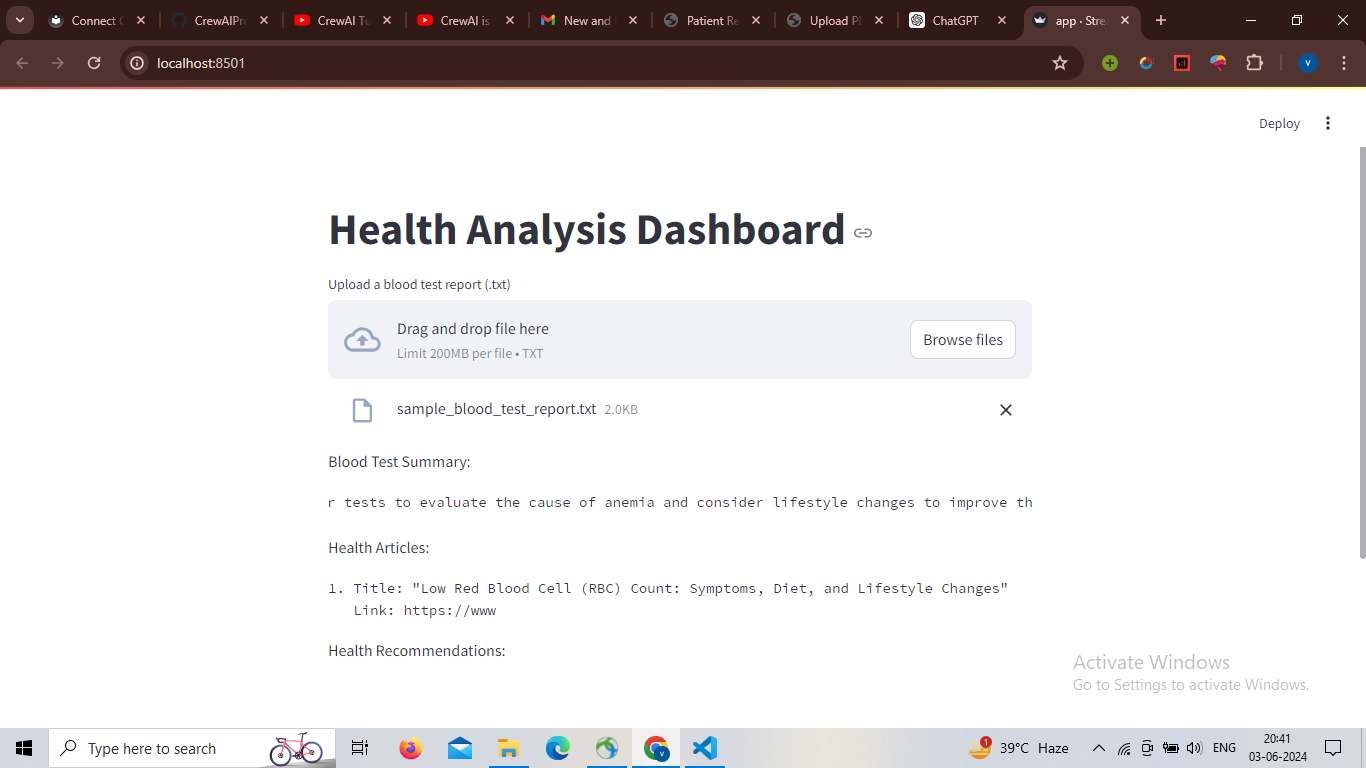 Connect C
CrewAIPro
CrewAI Tu
CrewAI is
New and
Patient Re
Upload PD
ChatGPT
app · Stre
localhost:8501
V
Deploy
Health Analysis Dashboard
Upload a blood test report (.txt)
Drag and drop file here
Limit 200MB per file • TXT
Browse files
sample_blood_test_report.txt 2.0KB
Blood Test Summary:
r tests to evaluate the cause of anemia and consider lifestyle changes to improve th
Health Articles:
1. Title: "Low Red Blood Cell (RBC) Count: Symptoms, Diet, and Lifestyle Changes"
Link: https://www
Health Recommendations:
Activate Windows
Go to Settings to activate Windows.
Type here to search
V
1
39°C Haze
ENG
20:41
03-06-2024